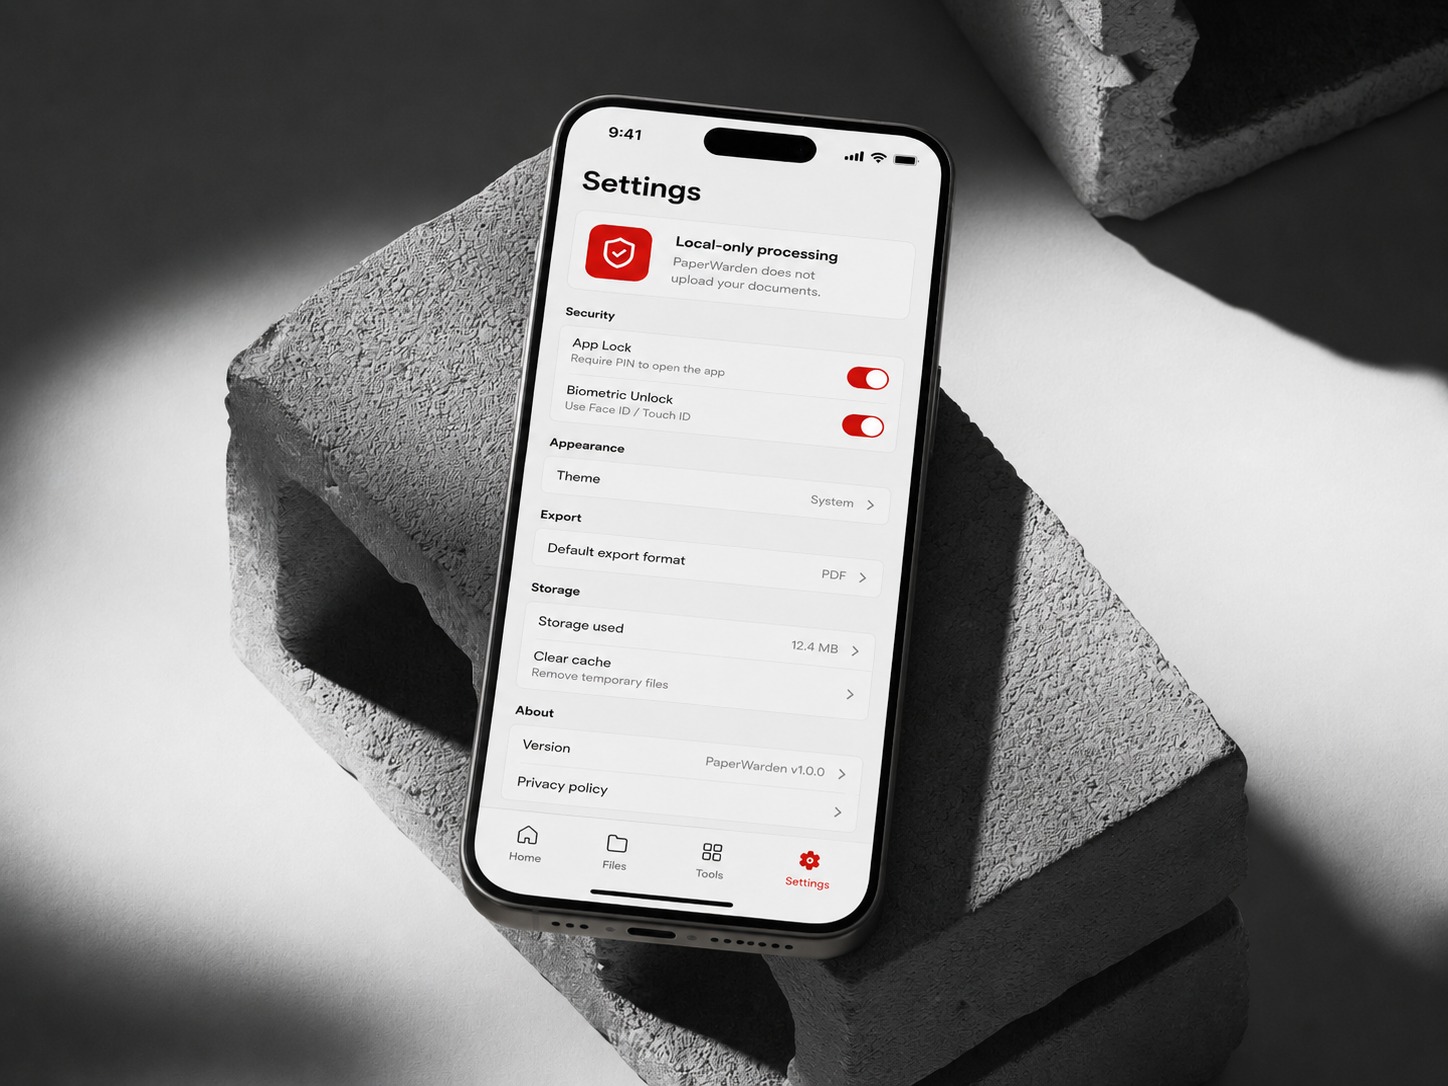 9:41
Settings
Local-only processing
PaperWarden does not
upload your documents.
Security
App Lock
Require PIN to open the app
Biometric Unlock
Use Face ID / Touch ID
Appearance
Theme
System
Export
Default export format
PDF
Storage
Storage used
12.4 MB
Clear cache
Remove temporary files
About
Version
PaperWarden v1.0.0
Privacy policy
Home
Files
Tools
Settings